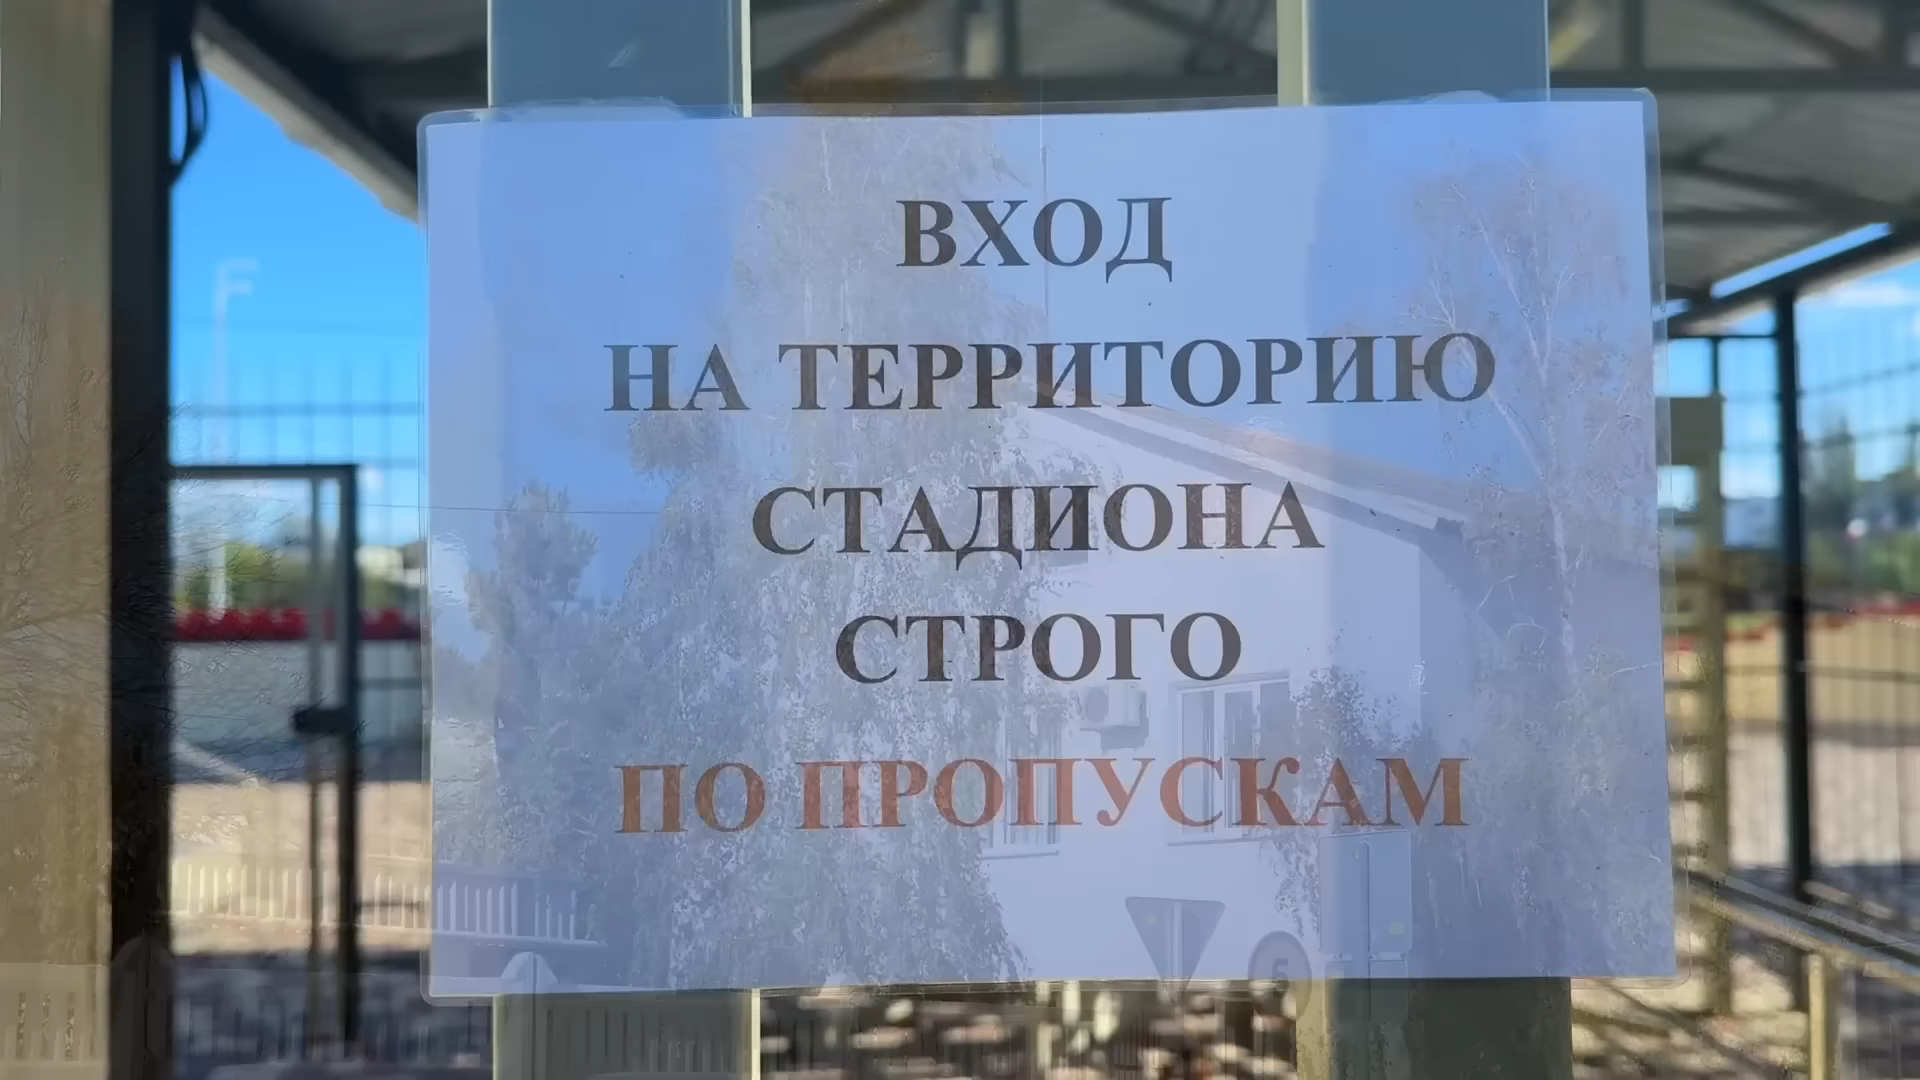 ВХОД
НА ТЕРРИТОРИЮ
СТАДИОНА
СТРОГО
ПО ПРОПУСКАМ